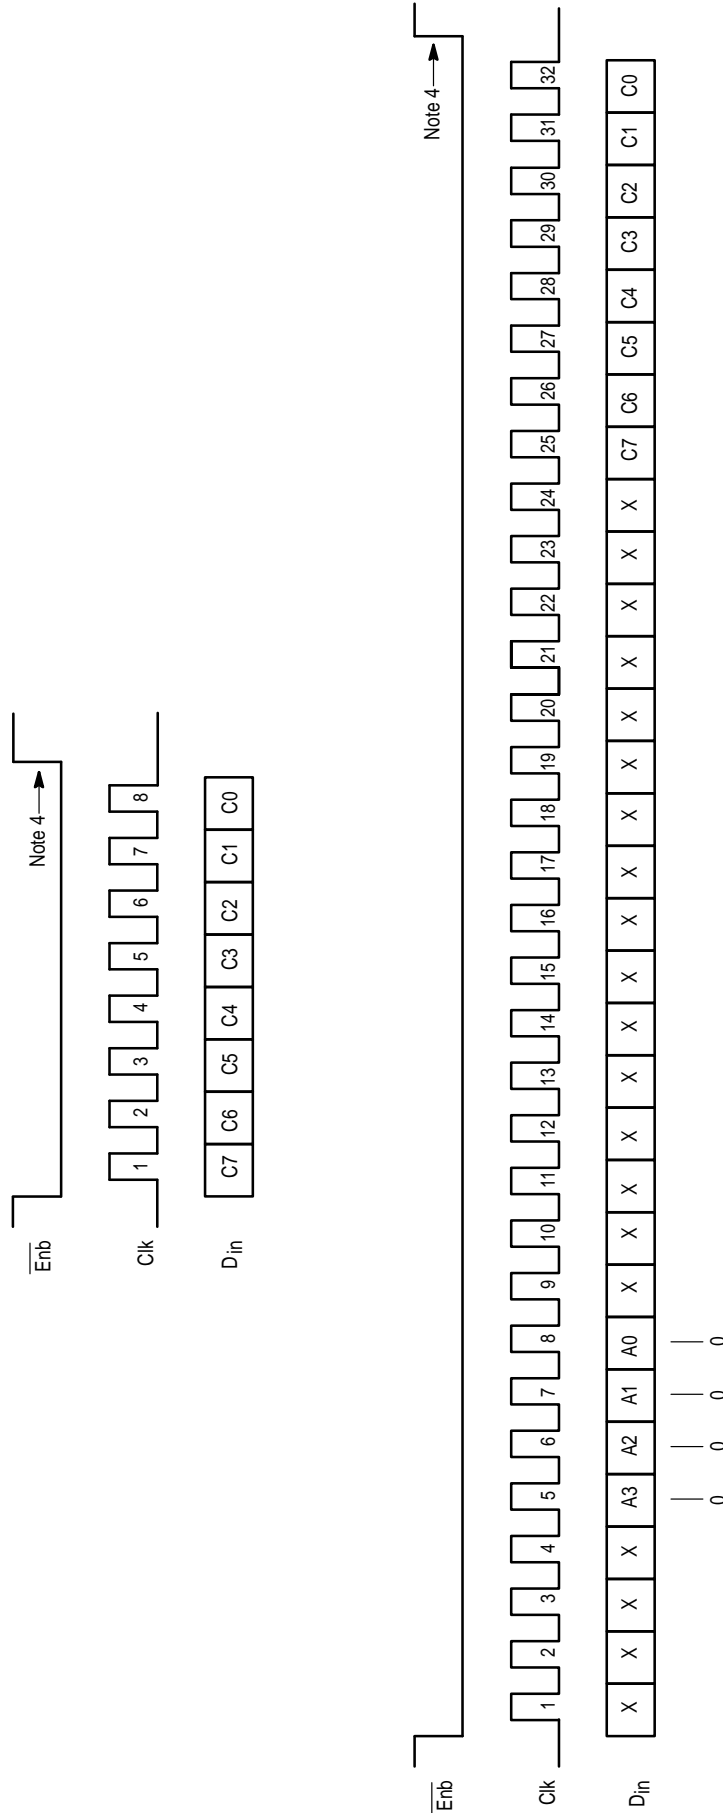 Enb
Note 4
Clk
1 2 3 4 5 6 7 8
Din
C7 C6 C5 C4 C3 C2 C1 C0
Enb
Note 4
Clk
1 2 3 4 5 6 7 8 9 10 11 12 13 14 15 16 17 18 19 20 21 22 23 24 25 26 27 28 29 30 31 32
Din
X X X X A3 A2 A1 A0 X X X X X X X X X X X X X X X X C7 C6 C5 C4 C3 C2 C1 C0
0 0 0 0